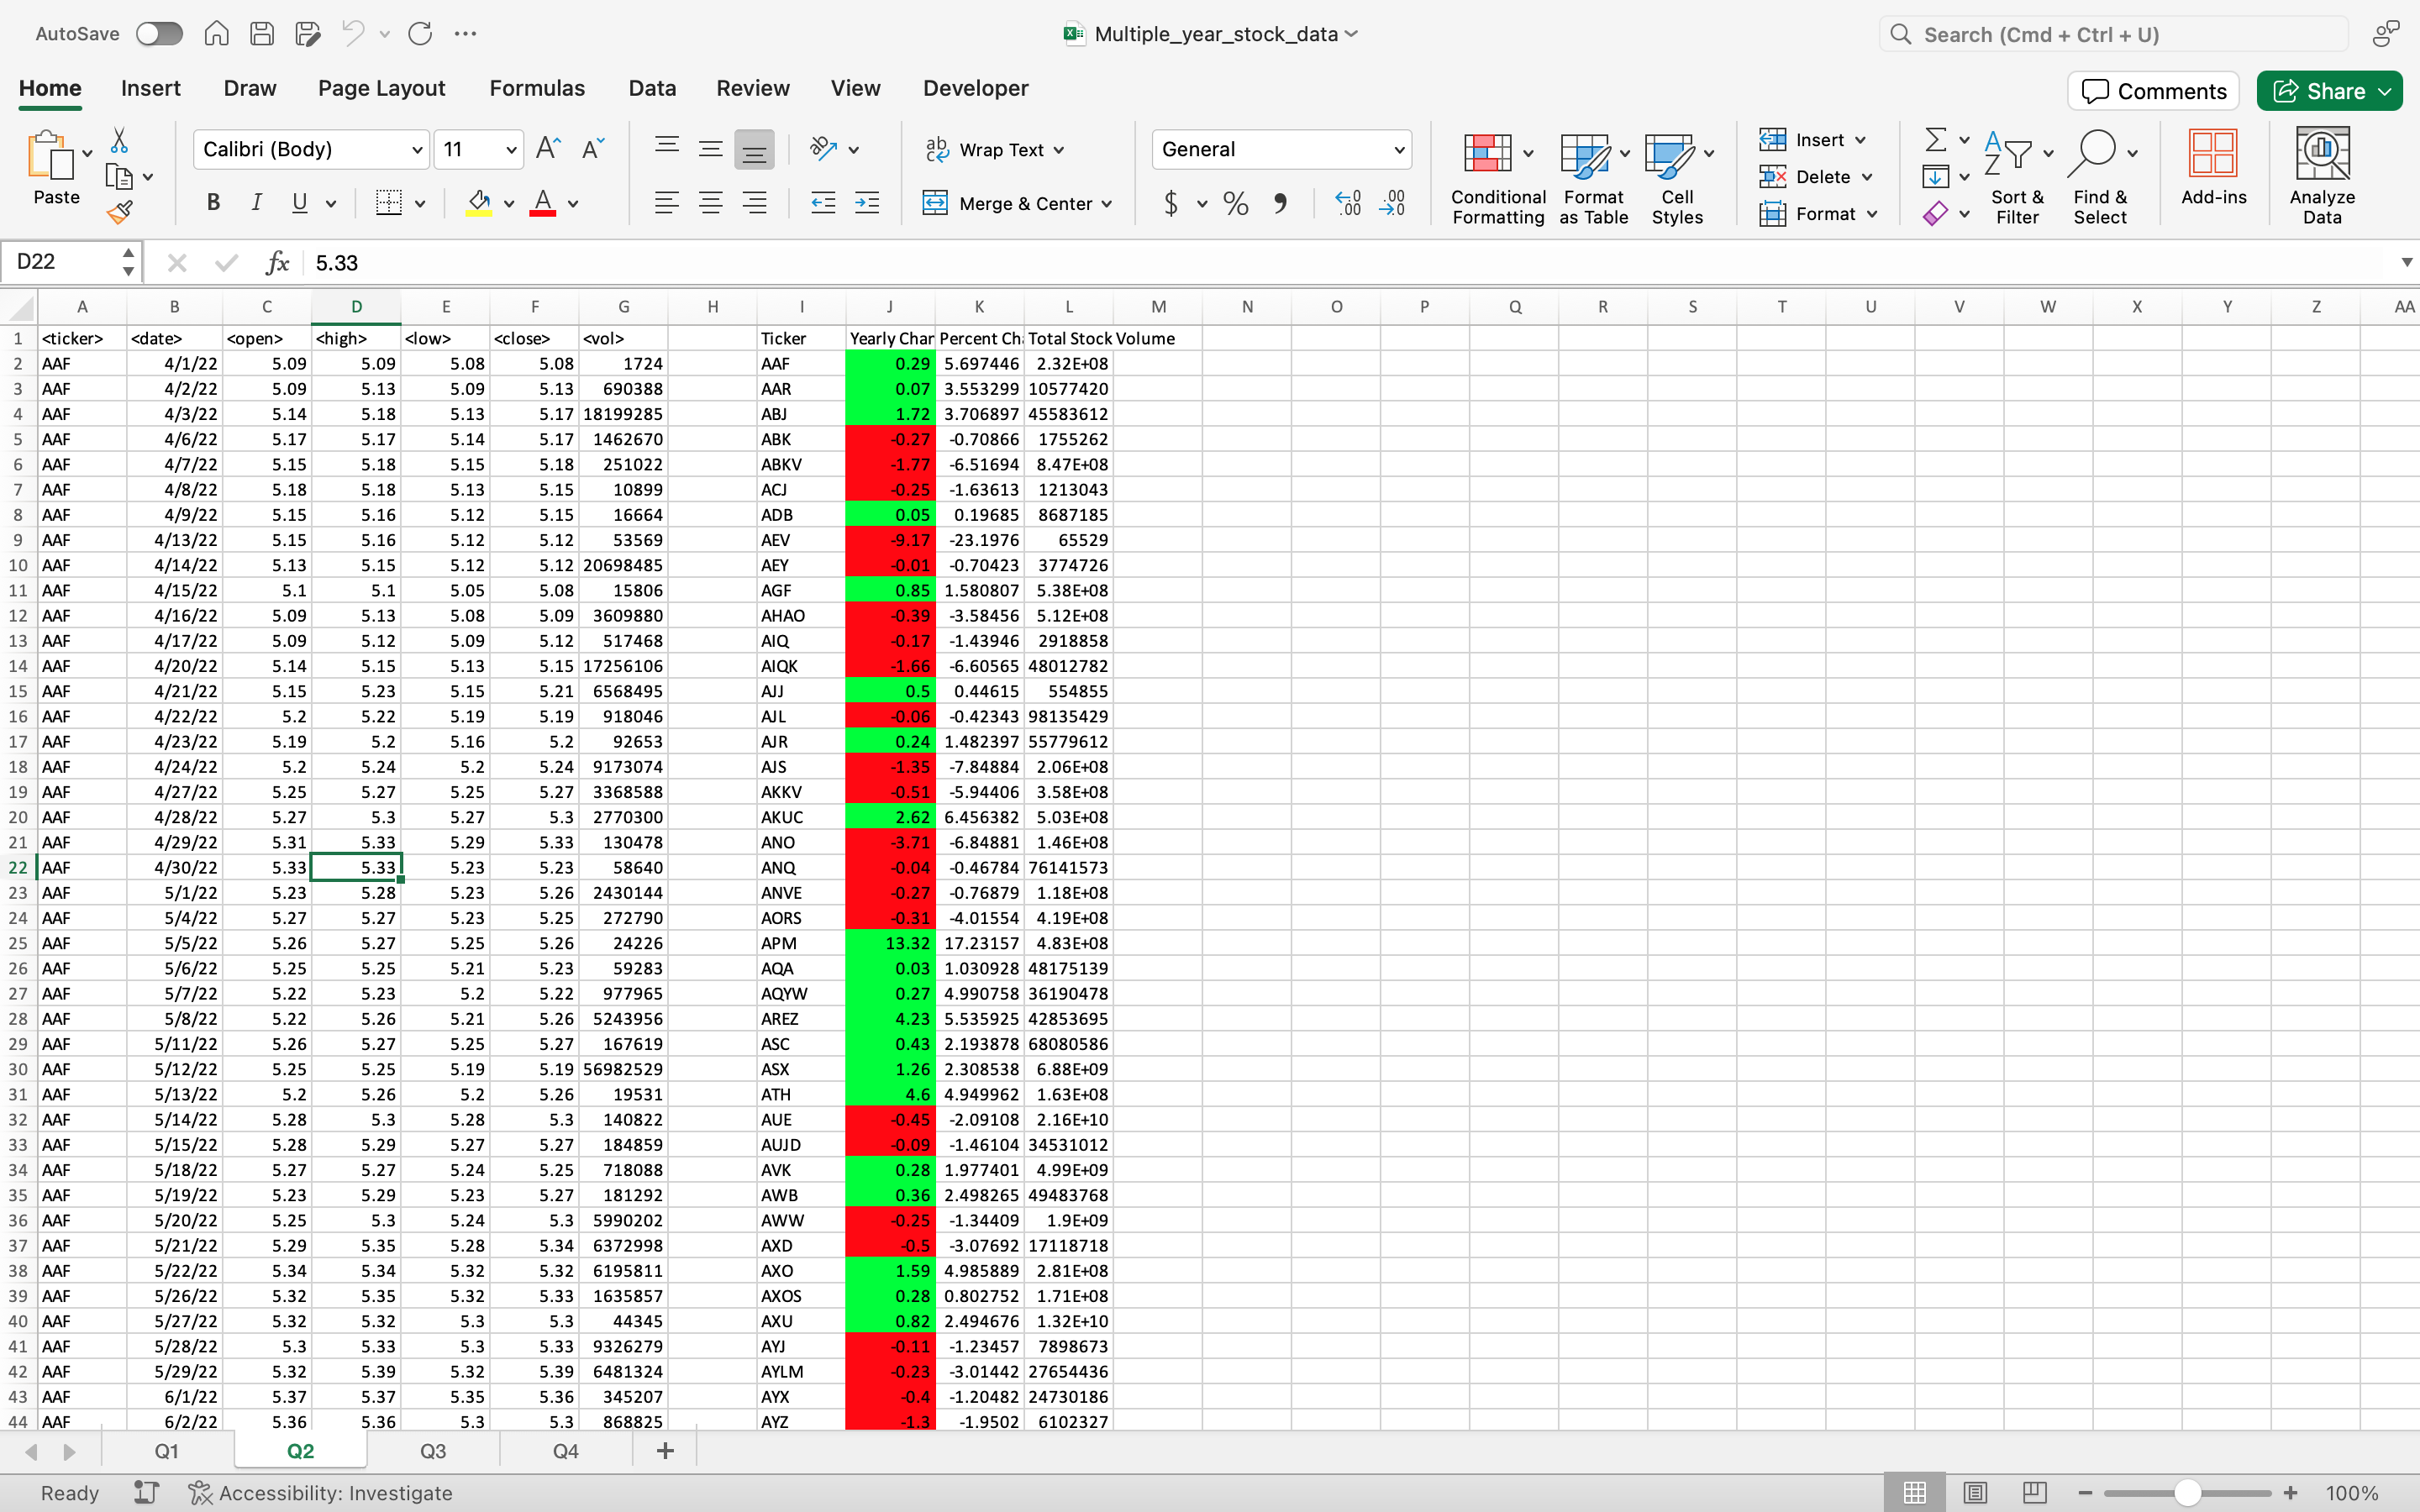 AutoSave Multiple_year_stock_data Search (Cmd + Ctrl + U)
Home Insert Draw Page Layout Formulas Data Review View Developer Comments Share
Paste Calibri (Body) 11 Wrap Text General Conditional Formatting Format as Table Cell Styles Insert Sort & Filter Find & Select Add-ins Analyze Data
B I U Merge & Center $ % Delete
Format
D22 fx 5.33
A B C D E F G H I J K L M N O P Q R S T U V W X Y Z AA
1 <ticker> <date> <open> <high> <low> <close> <vol> Ticker Yearly Char Percent Ch Total Stock Volume
2 AAF 4/1/22 5.09 5.09 5.08 5.08 1724 AAF 0.29 5.697446 2.32E+08
3 AAF 4/2/22 5.09 5.13 5.09 5.13 690388 AAR 0.07 3.553299 10577420
4 AAF 4/3/22 5.14 5.18 5.13 5.17 18199285 ABJ 1.72 3.706897 45583612
5 AAF 4/6/22 5.17 5.17 5.14 5.17 1462670 ABK -0.27 -0.70866 1755262
6 AAF 4/7/22 5.15 5.18 5.15 5.18 251022 ABKV -1.77 -6.51694 8.47E+08
7 AAF 4/8/22 5.18 5.18 5.13 5.15 10899 ACJ -0.25 -1.63613 1213043
8 AAF 4/9/22 5.15 5.16 5.12 5.15 16664 ADB 0.05 0.19685 8687185
9 AAF 4/13/22 5.15 5.16 5.12 5.12 53569 AEV -9.17 -23.1976 65529
10 AAF 4/14/22 5.13 5.15 5.12 5.12 20698485 AEY -0.01 -0.70423 3774726
11 AAF 4/15/22 5.1 5.1 5.05 5.08 15806 AGF 0.85 1.580807 5.38E+08
12 AAF 4/16/22 5.09 5.13 5.08 5.09 3609880 AHAO -0.39 -3.58456 5.12E+08
13 AAF 4/17/22 5.09 5.12 5.09 5.12 517468 AIQ -0.17 -1.43946 2918858
14 AAF 4/20/22 5.14 5.15 5.13 5.15 17256106 AIQK -1.66 -6.60565 48012782
15 AAF 4/21/22 5.15 5.23 5.15 5.21 6568495 AJJ 0.5 0.44615 554855
16 AAF 4/22/22 5.2 5.22 5.19 5.19 918046 AJL -0.06 -0.42343 98135429
17 AAF 4/23/22 5.19 5.2 5.16 5.2 92653 AJR 0.24 1.482397 55779612
18 AAF 4/24/22 5.2 5.24 5.2 5.24 9173074 AJS -1.35 -7.84884 2.06E+08
19 AAF 4/27/22 5.25 5.27 5.25 5.27 3368588 AKKV -0.51 -5.94406 3.58E+08
20 AAF 4/28/22 5.27 5.3 5.27 5.3 2770300 AKUC 2.62 6.456382 5.03E+08
21 AAF 4/29/22 5.31 5.33 5.29 5.33 130478 ANO -3.71 -6.84881 1.46E+08
22 AAF 4/30/22 5.33 5.33 5.23 5.23 58640 ANQ -0.04 -0.46784 76141573
23 AAF 5/1/22 5.23 5.28 5.23 5.26 2430144 ANVE -0.27 -0.76879 1.18E+08
24 AAF 5/4/22 5.27 5.27 5.23 5.25 272790 AORS -0.31 -4.01554 4.19E+08
25 AAF 5/5/22 5.26 5.27 5.25 5.26 24226 APM 13.32 17.23157 4.83E+08
26 AAF 5/6/22 5.25 5.25 5.21 5.23 59283 AQA 0.03 1.030928 48175139
27 AAF 5/7/22 5.22 5.23 5.2 5.22 977965 AQYW 0.27 4.990758 36190478
28 AAF 5/8/22 5.22 5.26 5.21 5.26 5243956 AREZ 4.23 5.535925 42853695
29 AAF 5/11/22 5.26 5.27 5.25 5.27 167619 ASC 0.43 2.193878 68080586
30 AAF 5/12/22 5.25 5.25 5.19 5.19 56982529 ASX 1.26 2.308538 6.88E+09
31 AAF 5/13/22 5.2 5.26 5.2 5.26 19531 ATH 4.6 4.949962 1.63E+08
32 AAF 5/14/22 5.28 5.3 5.28 5.3 140822 AUE -0.45 -2.09108 2.16E+10
33 AAF 5/15/22 5.28 5.29 5.27 5.27 184859 AUJD -0.09 -1.46104 34531012
34 AAF 5/18/22 5.27 5.27 5.24 5.25 718088 AVK 0.28 1.977401 4.99E+09
35 AAF 5/19/22 5.23 5.29 5.23 5.27 181292 AWB 0.36 2.498265 49483768
36 AAF 5/20/22 5.25 5.3 5.24 5.3 5990202 AWW -0.25 -1.34409 1.9E+09
37 AAF 5/21/22 5.29 5.35 5.28 5.34 6372998 AXD -0.5 -3.07692 17118718
38 AAF 5/22/22 5.34 5.34 5.32 5.32 6195811 AXO 1.59 4.985889 2.81E+08
39 AAF 5/26/22 5.32 5.35 5.32 5.33 1635857 AXOS 0.28 0.802752 1.71E+08
40 AAF 5/27/22 5.32 5.32 5.3 5.3 44345 AXU 0.82 2.494676 1.32E+10
41 AAF 5/28/22 5.3 5.33 5.3 5.33 9326279 AYJ -0.11 -1.23457 7898673
42 AAF 5/29/22 5.32 5.39 5.32 5.39 6481324 AYLM -0.23 -3.01442 27654436
43 AAF 6/1/22 5.37 5.37 5.35 5.36 345207 AYX -0.4 -1.20482 24730186
44 AAF 6/2/22 5.36 5.36 5.3 5.3 868825 AYZ -1.3 -1.9502 6102327
Q1 Q2 Q3 Q4 +
Ready Accessibility: Investigate 100%